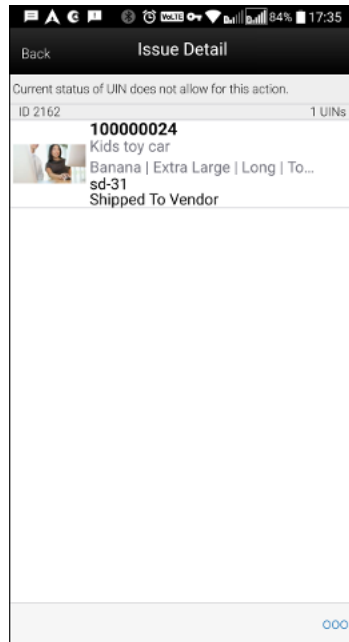 84% 17:35
Back Issue Detail
Current status of UIN does not allow for this action.
ID 2162 1 UINs
100000024
Kids toy car
Banana | Extra Large | Long | To...
sd-31
Shipped To Vendor